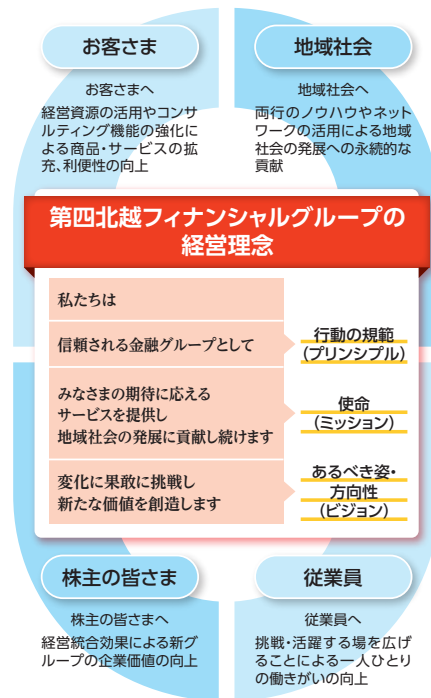 お客さま
お客さまへ
経営資源の活用やコンサ
ルティング機能の強化に
よる商品・サービスの拡
充、利便性の向上
地域社会
地域社会へ
両行のノウハウやネット
ワークの活用による地域
社会の発展への永続的な
貢献
第四北越フィナンシャルグループの
経営理念
私たちは
信頼される金融グループとして
行動の規範
(プリンシプル)
みなさまの期待に応える
サービスを提供し
地域社会の発展に貢献し続けます
使命
(ミッション)
変化に果敢に挑戦し
新たな価値を創造します
あるべき姿・
方向性
(ビジョン)
株主の皆さま
株主の皆さまへ
経営統合効果による新グ
ループの企業価値の向上
従業員
従業員へ
挑戦・活躍する場を広げ
ることによる一人ひとり
の働きがいの向上